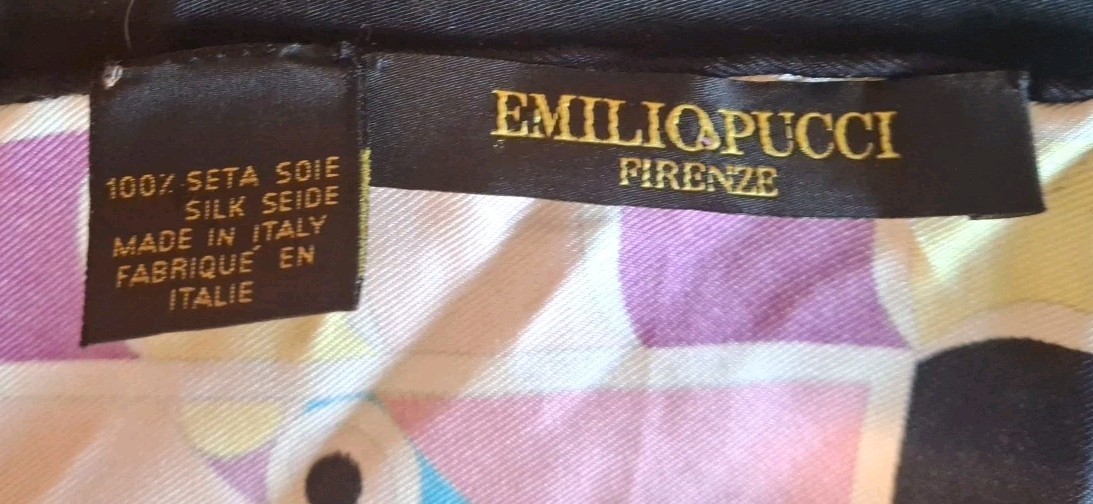 100% SETA SOIE
SILK SEIDE
MADE IN ITALY
FABRIQUÉ EN
ITALIE
EMILIO PUCCI
FIRENZE